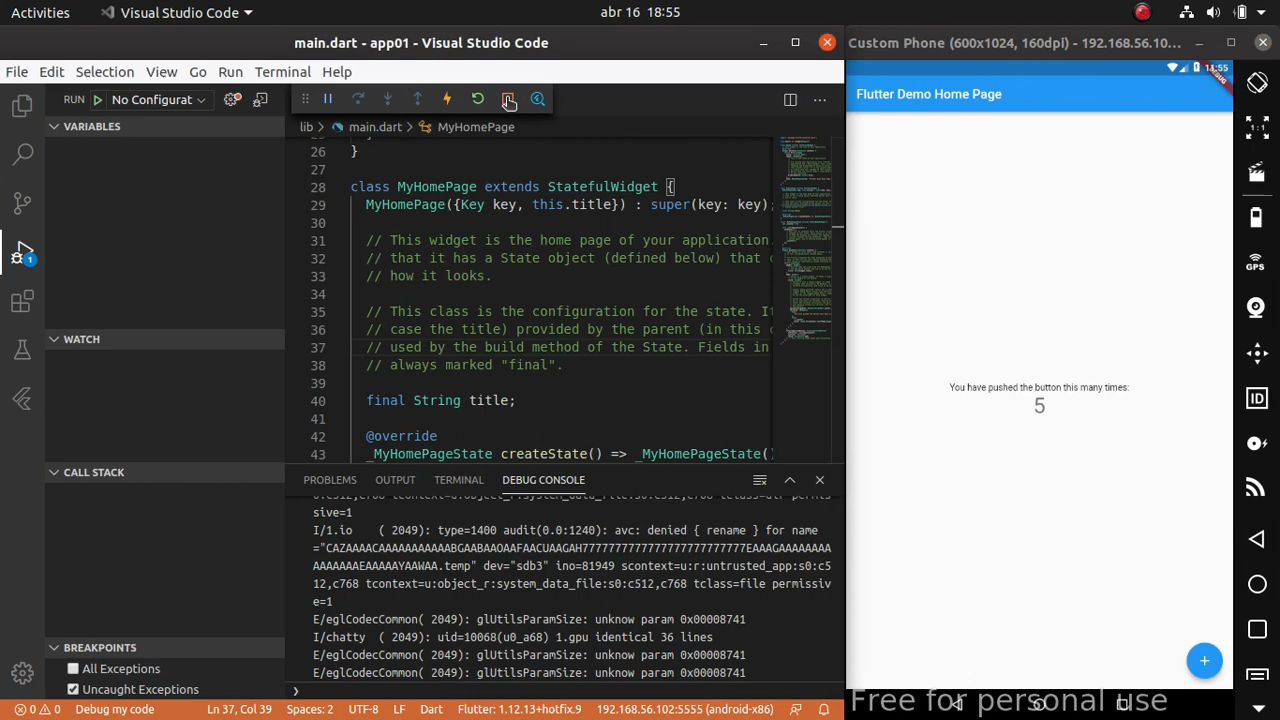 Activities
Visual Studio Code
abr 16 18:55
main.dart - app01 - Visual Studio Code
Custom Phone (600x1024, 160dpi) - 192.168.56.10…
File Edit Selection View Go Run Terminal Help
RUN
No Configurat
VARIABLES
WATCH
CALL STACK
BREAKPOINTS
All Exceptions
Uncaught Exceptions
1
lib > main.dart > MyHomePage
26 }
27
28 class MyHomePage extends StatefulWidget {
29 MyHomePage({Key key, this.title}) : super(key: key);
30
31 // This widget is the home page of your application.
32 // that it has a State object (defined below) that
33 // how it looks.
34
35 // This class is the configuration for the state. I
36 // case the title) provided by the parent (in this
37 // used by the build method of the State. Fields in
38 // always marked "final".
39
40 final String title;
41
42 @override
43 _MyHomePageState createState() => _MyHomePageState()
PROBLEMS OUTPUT TERMINAL DEBUG CONSOLE
sive=1
I/1.io ( 2049): type=1400 audit(0.0:1240): avc: denied { rename } for name
512,c768 tcontext=u:object_r:system_data_file:s0:c512,c768 tclass=file permissiv
e=1
E/eglCodecCommon( 2049): glUtilsParamSize: unknow param 0x00008741
I/chatty ( 2049): uid=10068(u0_a68) 1.gpu identical 36 lines
E/eglCodecCommon( 2049): glUtilsParamSize: unknow param 0x00008741
E/eglCodecCommon( 2049): glUtilsParamSize: unknow param 0x00008741
0 0 Debug my code Ln 37, Col 39 Spaces: 2 UTF-8 LF Dart Flutter: 1.12.13+hotfix.9 192.168.56.102:5555 (android-x86)
DEBUG
Flutter Demo Home Page
You have pushed the button this many times:
5
+
Free for personal use
1:1
GPS
ID